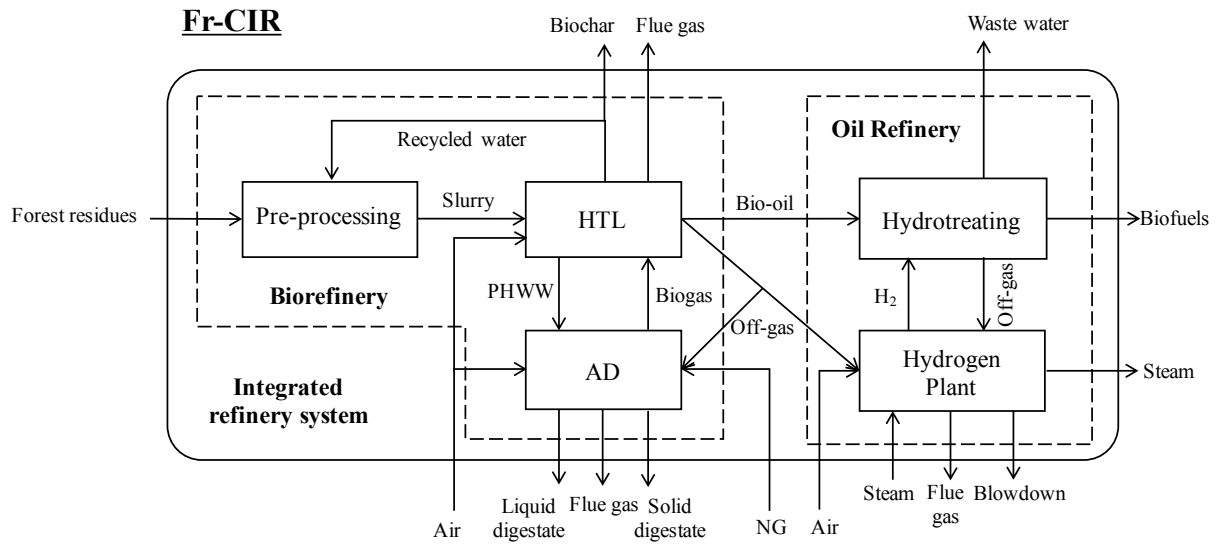 Fr-CIR
Biochar
Flue gas
Waste water
Recycled water
Oil Refinery
Forest residues
Pre-processing
Slurry
HTL
Bio-oil
Hydrotreating
Biofuels
Biorefinery
PHWW
Biogas
Off-gas
H₂
Off-gas
Integrated
refinery system
AD
Hydrogen
Plant
Steam
Air
Liquid
digestate
Flue gas
Solid
digestate
NG
Air
Steam
Flue
gas
Blowdown